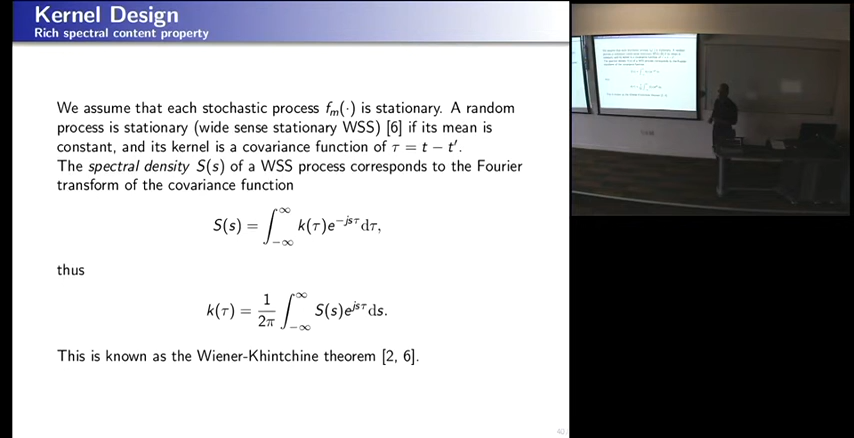 Kernel Design
Rich spectral content property
We assume that each stochastic process fₘ(·) is stationary. A random
process is stationary (wide sense stationary WSS) [6] if its mean is
constant, and its kernel is a covariance function of τ = t − t′.
The spectral density S(s) of a WSS process corresponds to the Fourier
transform of the covariance function
S(s) = ∫_{−∞}^{∞} k(τ)e^{−jsτ}dτ,
thus
k(τ) = 1/2π ∫_{−∞}^{∞} S(s)e^{jsτ}ds.
This is known as the Wiener-Khintchine theorem [2, 6].
40